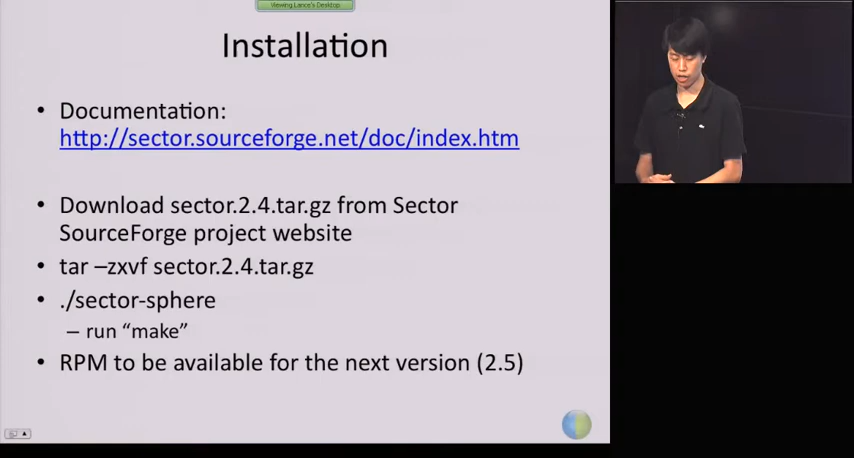 Viewing Lance's Desktop
Installation
• Documentation:
http://sector.sourceforge.net/doc/index.htm
• Download sector.2.4.tar.gz from Sector
SourceForge project website
• tar –zxvf sector.2.4.tar.gz
• ./sector-sphere
– run “make”
• RPM to be available for the next version (2.5)